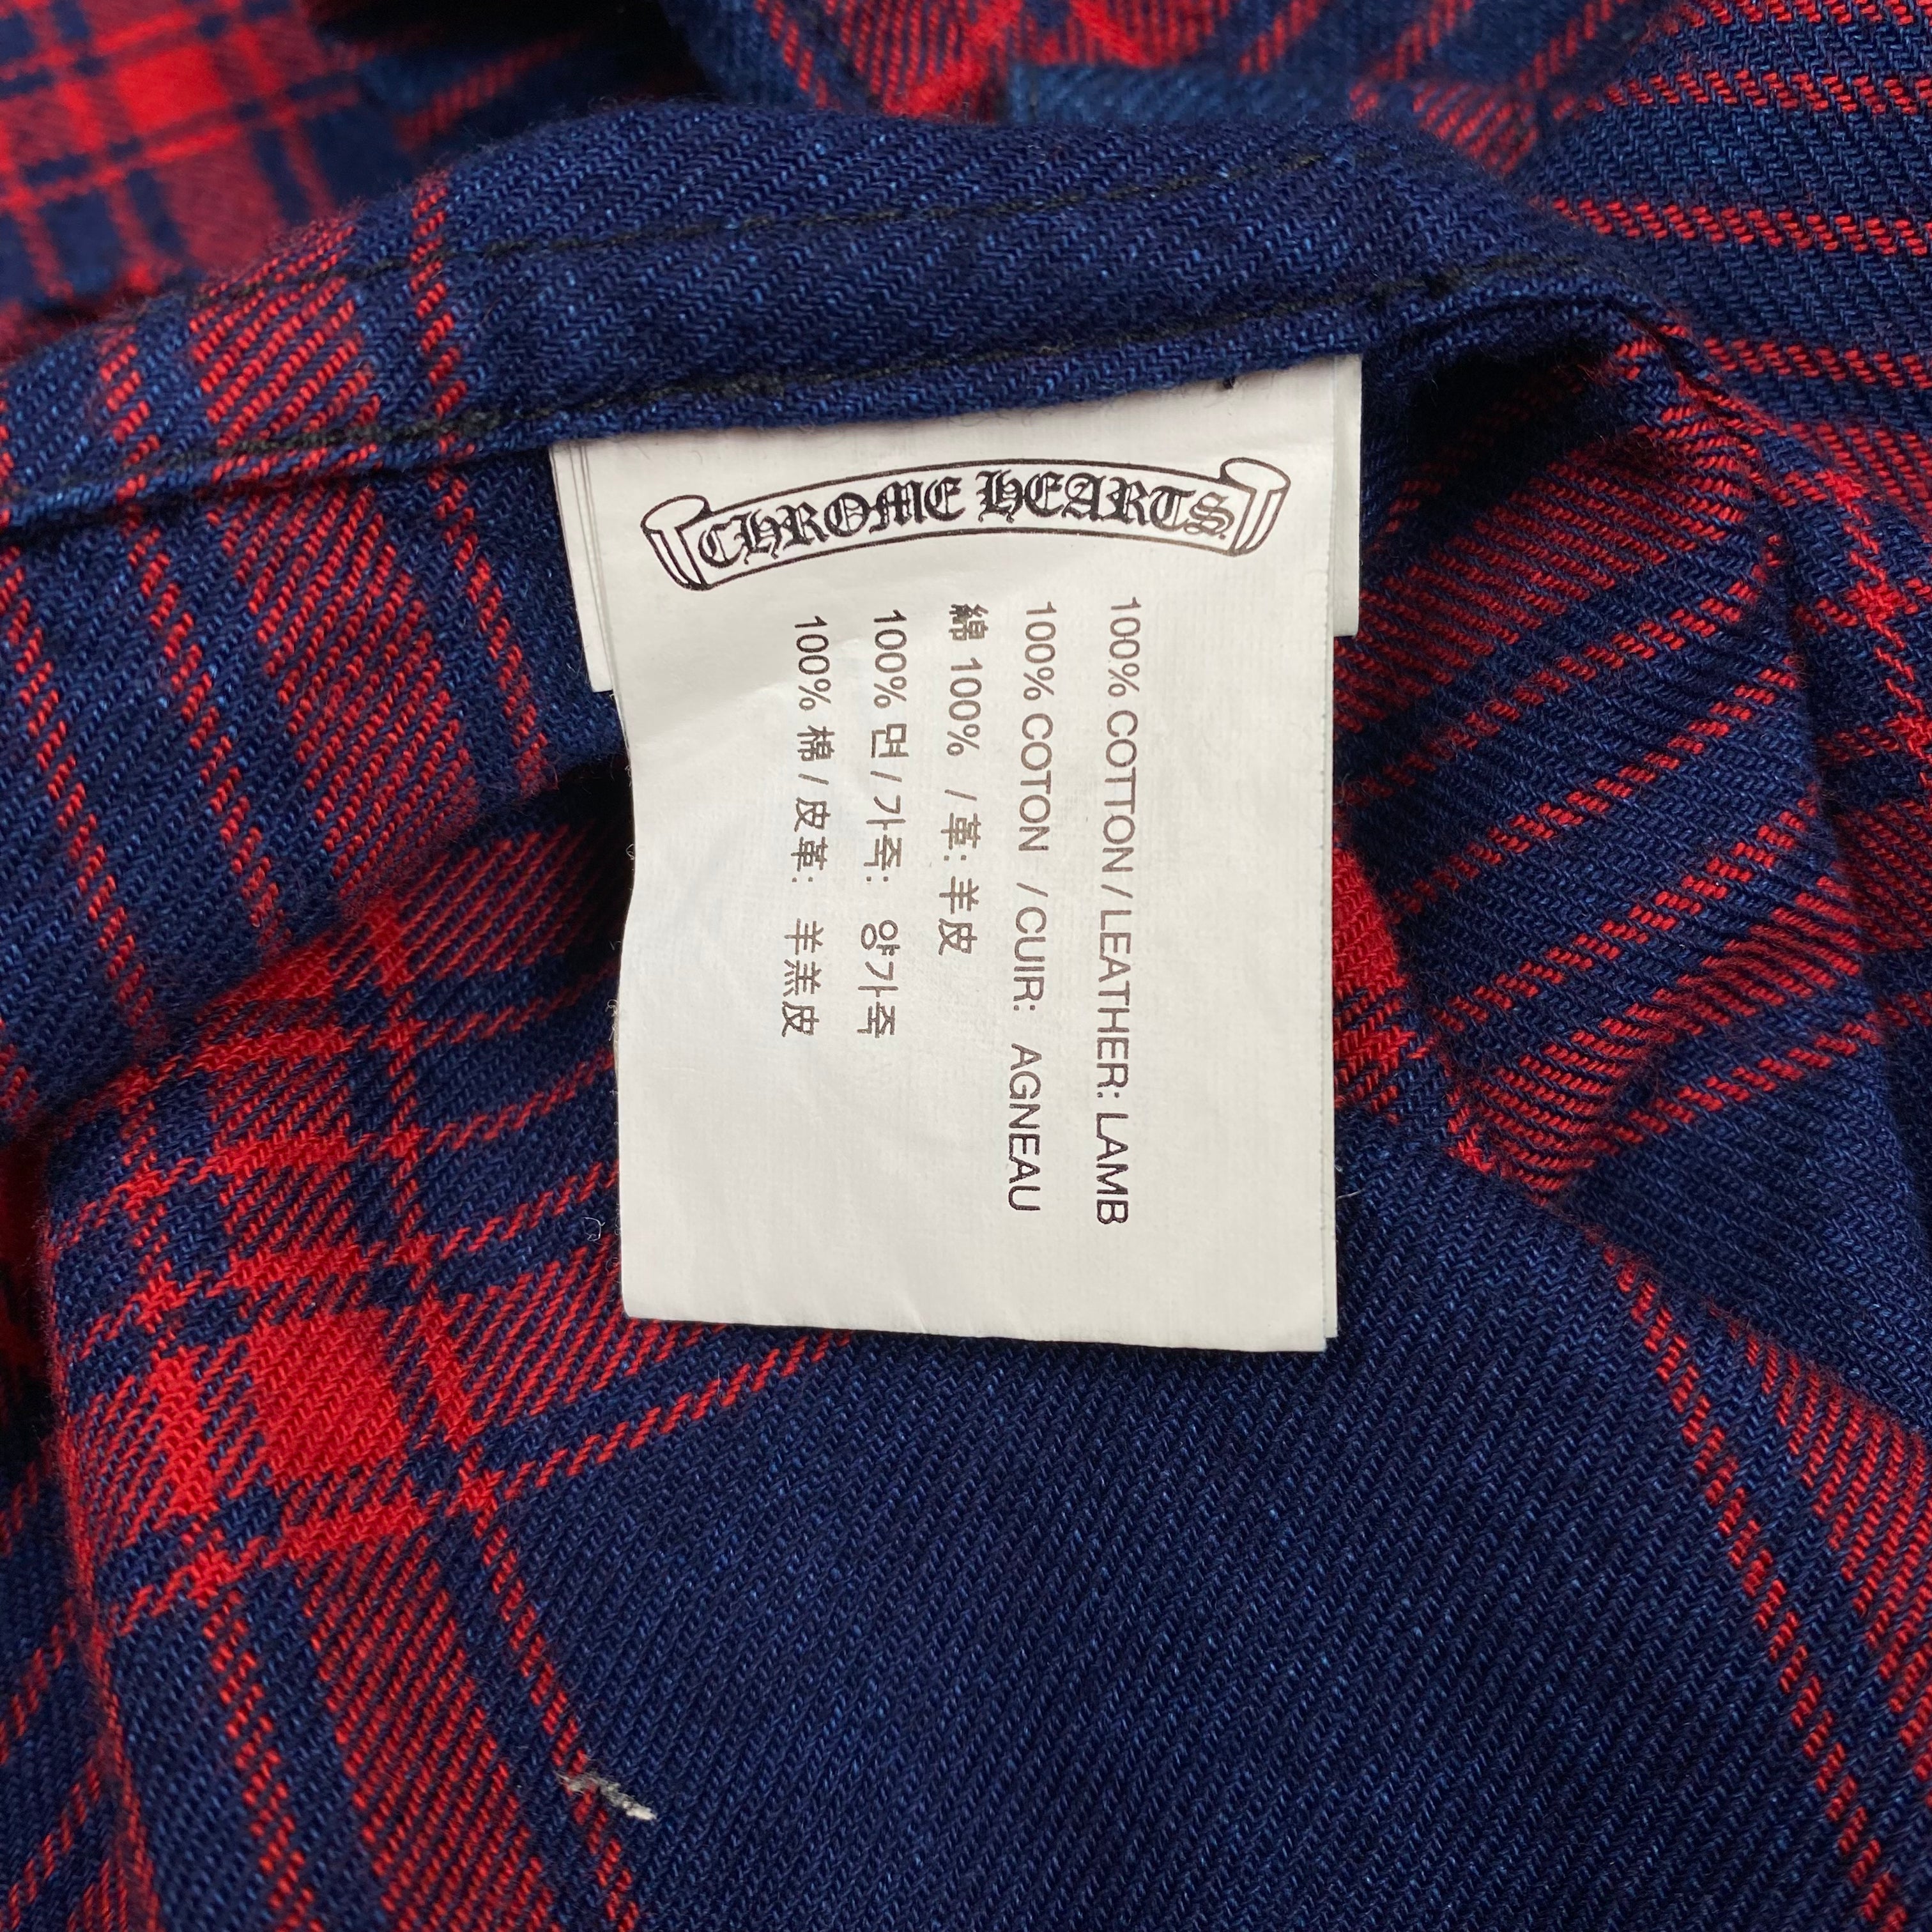 CHROME HEARTS
100% COTTON / LEATHER: LAMB
100% COTON / CUIR: AGNEAU
綿 100% / 革: 羊皮
100% 면 / 가죽: 양가죽
100% 棉 / 皮革: 羊羔皮